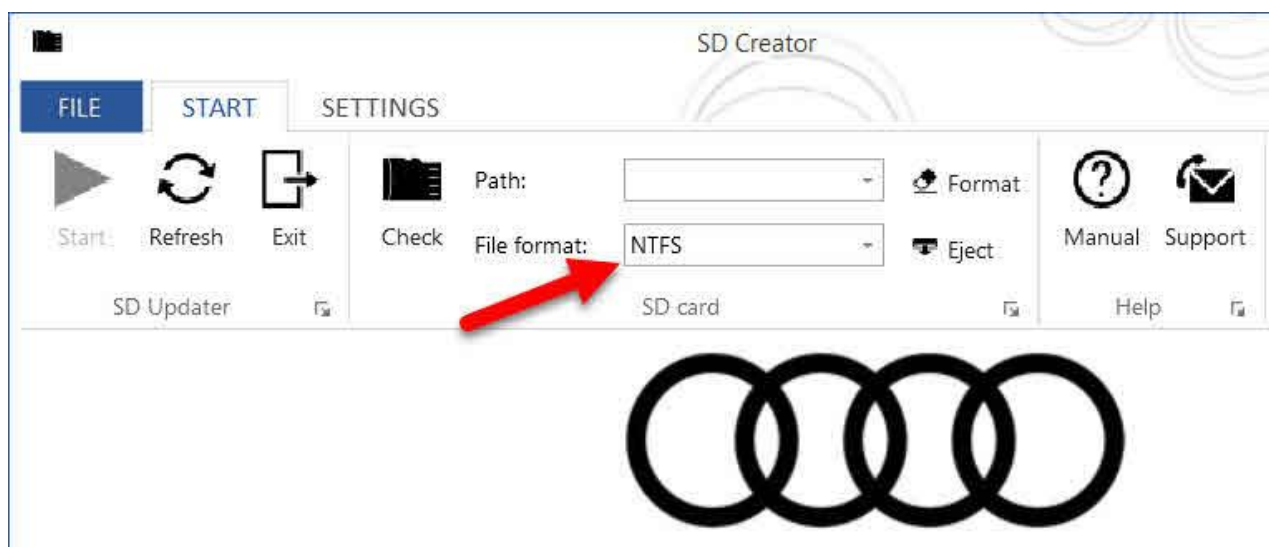 SD Creator
FILE START SETTINGS
Path:
Format
Start Refresh Exit Check File format: NTFS Eject Manual Support
SD Updater SD card Help